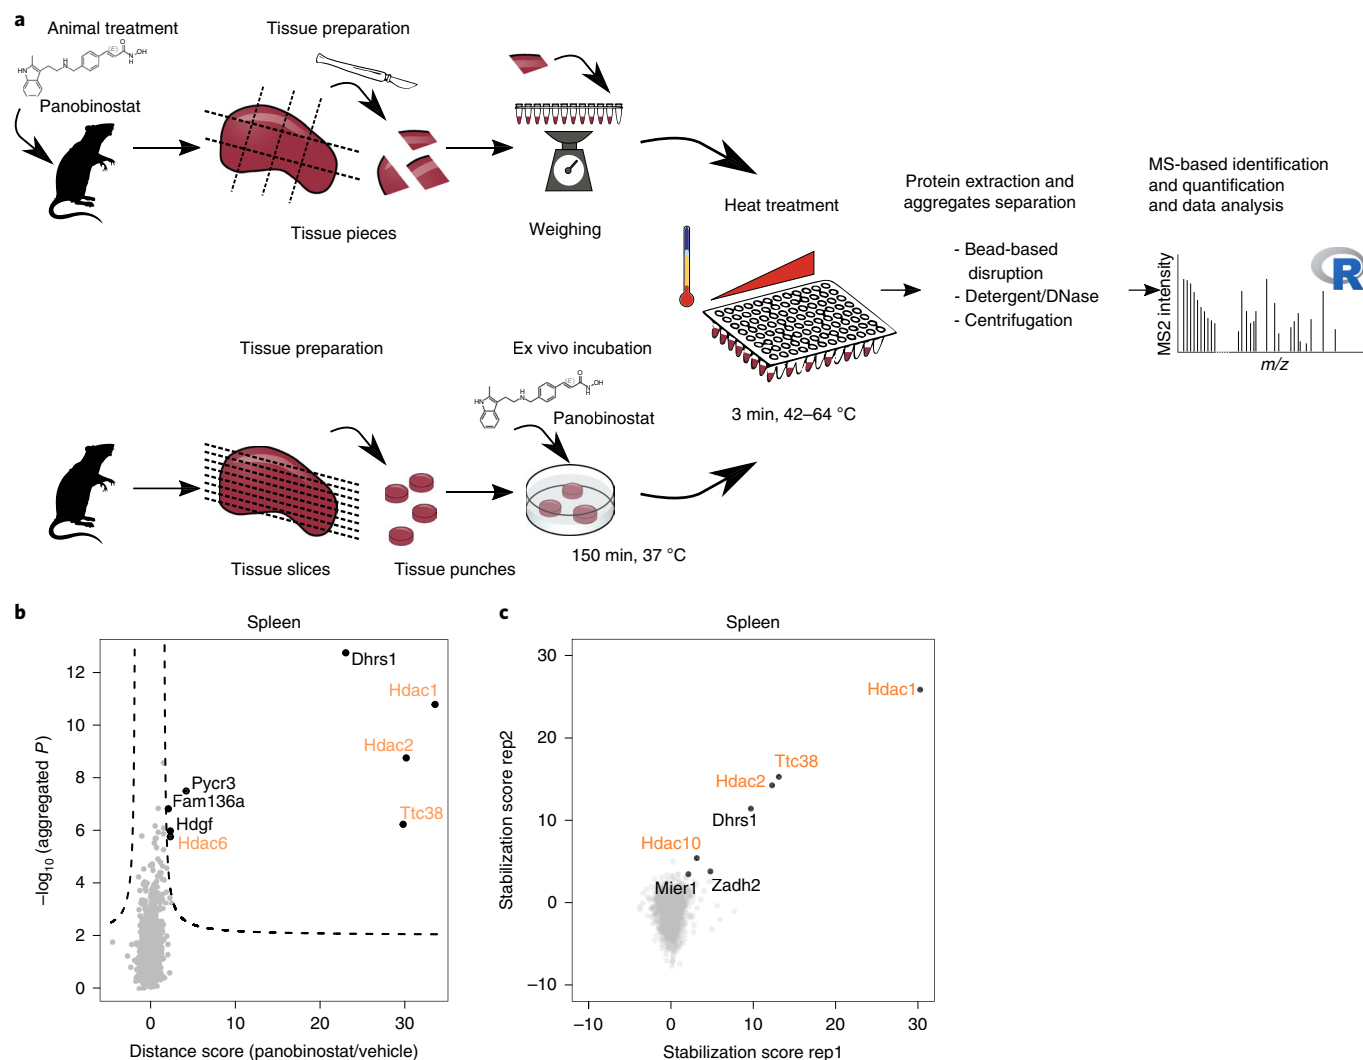 a
Animal treatment
Tissue preparation
HN
H
N
(E)
O
N
H
OH
Panobinostat
Tissue pieces
Weighing
Heat treatment
Protein extraction and
aggregates separation
- Bead-based
disruption
- Detergent/DNase
- Centrifugation
MS-based identification
and quantification
and data analysis
R
MS2 intensity
m/z
3 min, 42–64 °C
Tissue preparation
Ex vivo incubation
HN
H
N
(E)
O
N
H
OH
Panobinostat
150 min, 37 °C
Tissue slices
Tissue punches
b
Spleen
–log10 (aggregated P)
12
10
8
6
4
2
0
Dhrs1
Hdac1
Hdac2
Pycr3
Fam136a
Ttc38
Hdgf
Hdac6
0
10
20
30
Distance score (panobinostat/vehicle)
c
Spleen
Stabilization score rep2
30
20
10
0
–10
Hdac1
Ttc38
Hdac2
Dhrs1
Hdac10
Mier1
Zadh2
–10
0
10
20
30
Stabilization score rep1